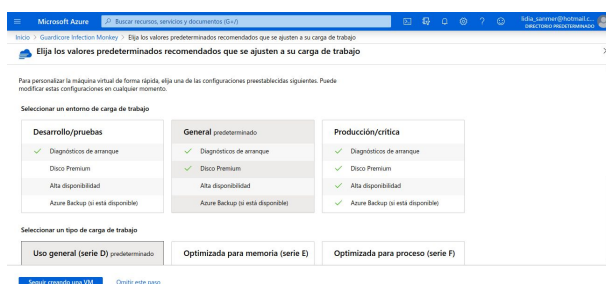 Microsoft Azure
Buscar recursos, servicios y documentos (G+/)
lidia_sanmer@hotmail.c...
DIRECTORIO PREDETERMINADO
Inicio > Guardicore Infection Monkey > Elija los valores predeterminados recomendados que se ajusten a su carga de trabajo
Elija los valores predeterminados recomendados que se ajusten a su carga de trabajo
Para personalizar la máquina virtual de forma rápida, elija una de las configuraciones preestablecidas siguientes. Puede
modificar estas configuraciones en cualquier momento.
Seleccionar un entorno de carga de trabajo
Desarrollo/pruebas
Diagnósticos de arranque
Disco Premium
Alta disponibilidad
Azure Backup (si está disponible)
General predeterminado
Diagnósticos de arranque
Disco Premium
Alta disponibilidad
Azure Backup (si está disponible)
Producción/crítica
Diagnósticos de arranque
Disco Premium
Alta disponibilidad
Azure Backup (si está disponible)
Seleccionar un tipo de carga de trabajo
Uso general (serie D) predeterminado
Optimizada para memoria (serie E)
Optimizada para proceso (serie F)
Seguir creando una VM
Omitir este paso